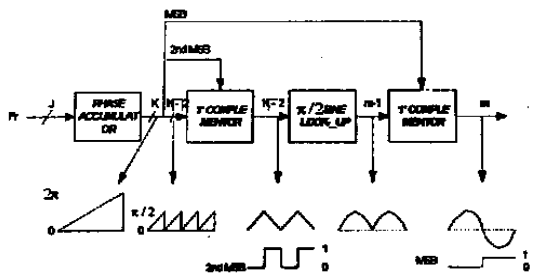 MSB
2nd MSB
Fr
J
PHASE
ACCUMULAT
OR
K
K-2
1' COMPLE
MENTOR
K-2
π/2 SINE
LOOK_UP
m-1
1' COMPLE
MENTOR
m
2π
0
π/2
0
2nd MSB
1
0
MSB
1
0